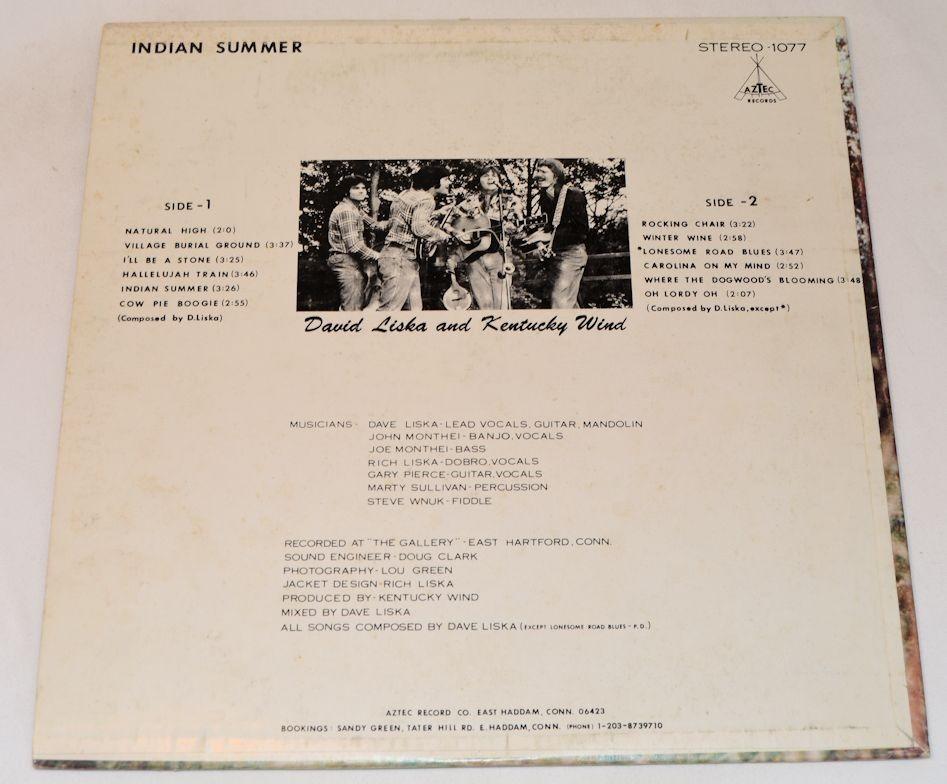 INDIAN SUMMER
STEREO-1077
AZTEC
RECORDS
SIDE -1
NATURAL HIGH (2:0)
VILLAGE BURIAL GROUND (3:37)
I'LL BE A STONE (3:25)
HALLELUJAH TRAIN (3:46)
INDIAN SUMMER (3:26)
COW PIE BOOGIE (2:55)
(Composed by D.Liska)
SIDE -2
ROCKING CHAIR (3:22)
WINTER WINE (2:58)
*LONESOME ROAD BLUES (3:47)
CAROLINA ON MY MIND (2:52)
WHERE THE DOGWOOD'S BLOOMING (3:48
OH LORDY OH (2:07)
(Composed by D.Liska, except*)
David Liska and Kentucky Wind
MUSICIANS- DAVE LISKA-LEAD VOCALS, GUITAR, MANDOLIN
JOHN MONTHEI-BANJO, VOCALS
JOE MONTHEI-BASS
RICH LISKA-DOBRO, VOCALS
GARY PIERCE-GUITAR, VOCALS
MARTY SULLIVAN-PERCUSSION
STEVE WNUK-FIDDLE
RECORDED AT "THE GALLERY"-EAST HARTFORD, CONN.
SOUND ENGINEER-DOUG CLARK
PHOTOGRAPHY-LOU GREEN
JACKET DESIGN-RICH LISKA
PRODUCED BY-KENTUCKY WIND
MIXED BY DAVE LISKA
ALL SONGS COMPOSED BY DAVE LISKA (EXCEPT LONESOME ROAD BLUES-P.D.)
AZTEC RECORD CO. EAST HADDAM, CONN. 06423
BOOKINGS: SANDY GREEN, TATER HILL RD. E. HADDAM, CONN. (PHONE) 1-203-8739710